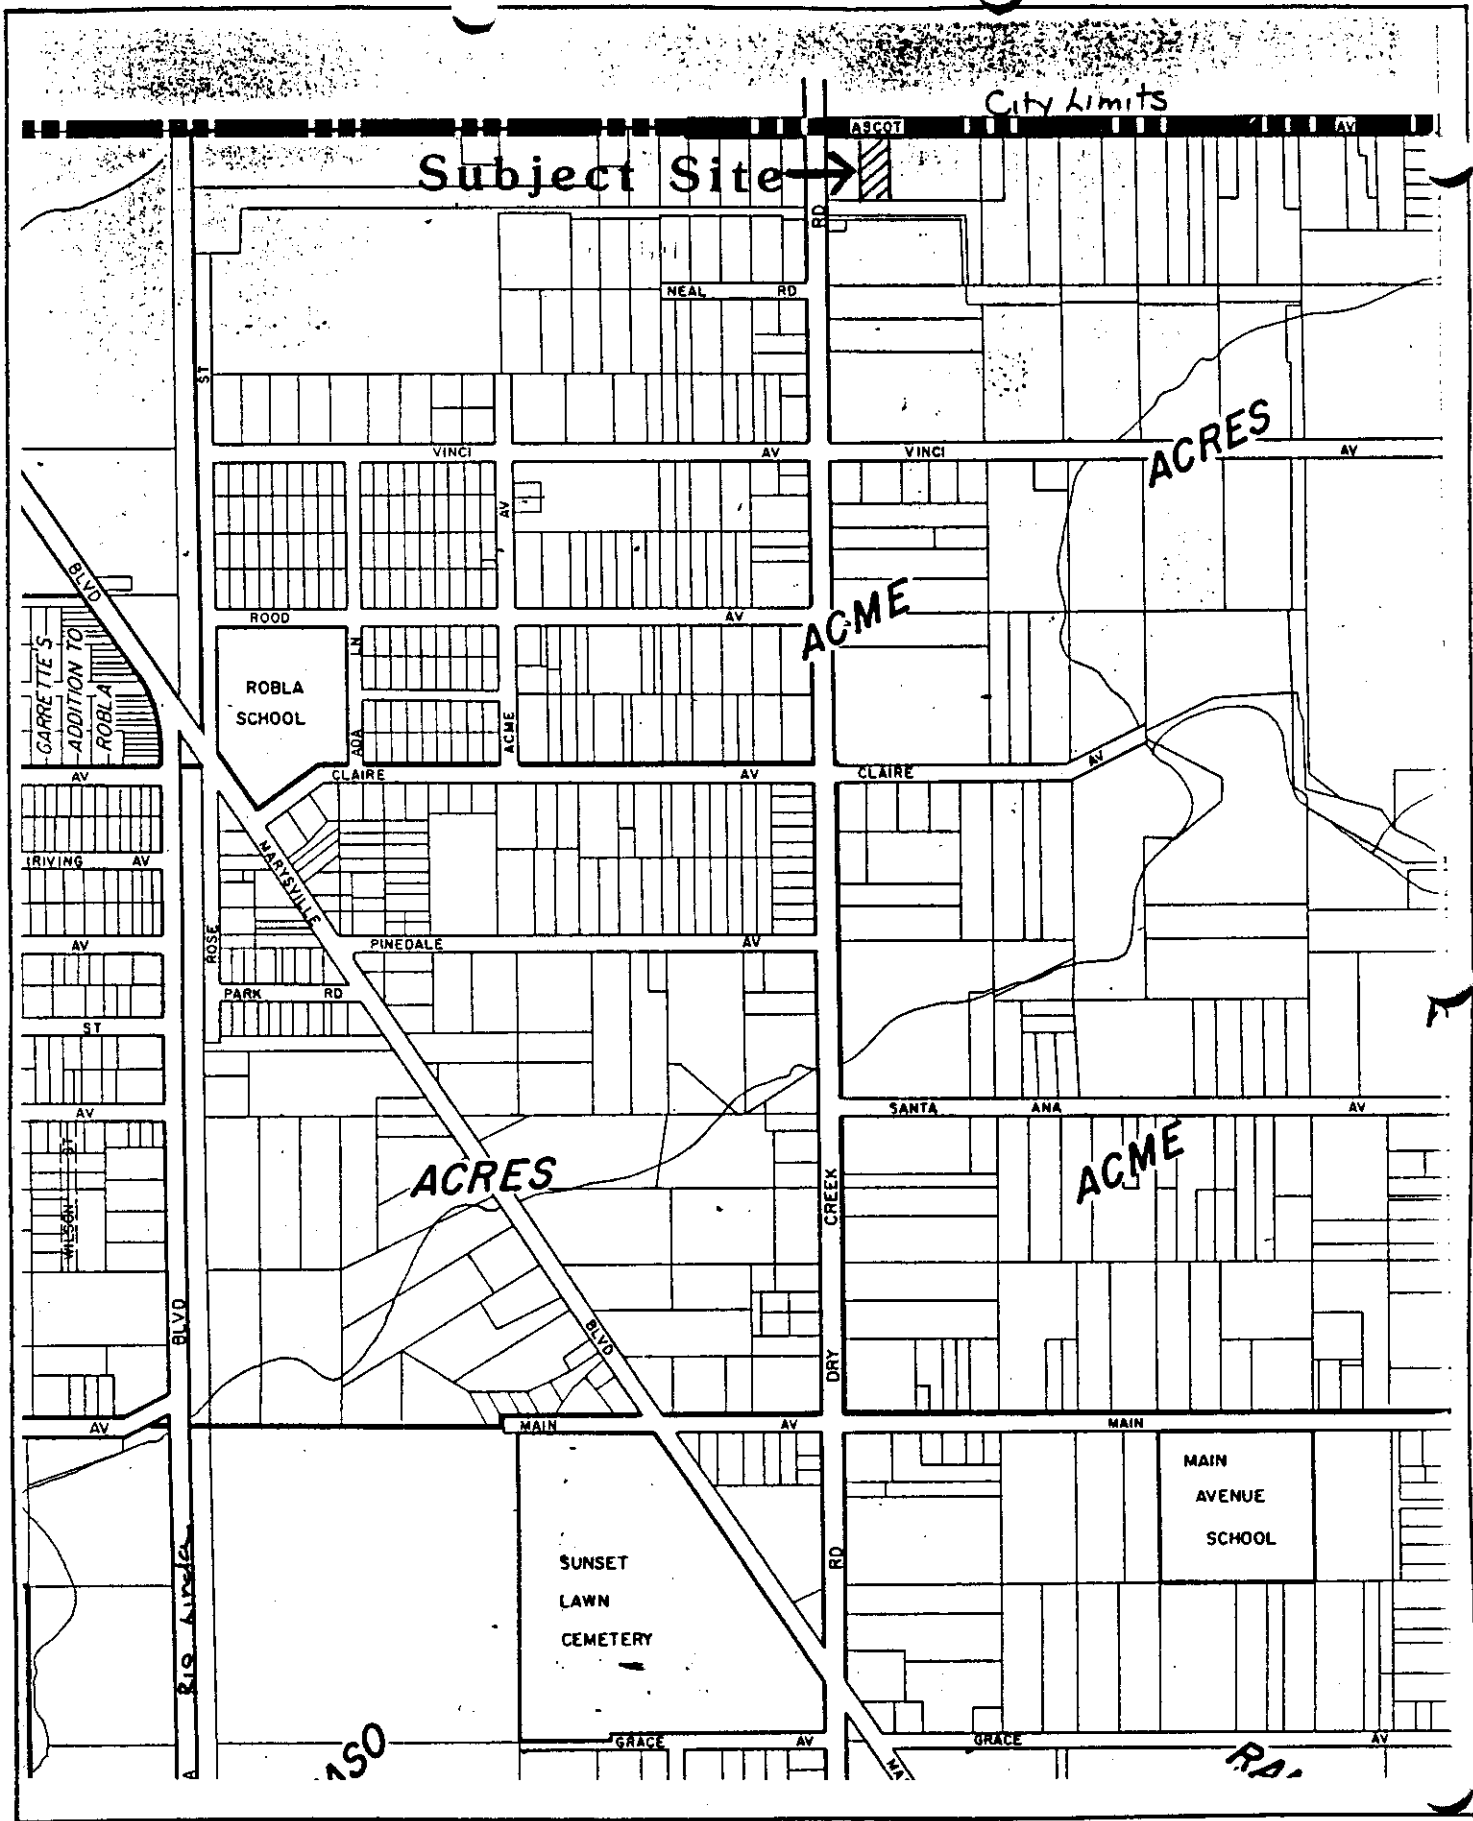 City Limits
ASCOT AV
Subject Site
RD
NEAL RD
ST
ACRES
VINCI AV VINCI AV
AV
BLVD
ACME
ROOD AV
GARRETTE'S
ADDITION TO
ROBLA
LN
ROBLA
SCHOOL
ADA
ACME
AV CLAIRE AV CLAIRE AV
MARYSVILLE
IRIVING AV
ROSE
AV PINEDALE AV
PARK RD
ST
AV SANTA ANA AV
WILSON ST
ACRES
ACME
CREEK
BLVD
BLVD
DRY
AV MAIN AV MAIN
MAIN
AVENUE
SCHOOL
RD
SUNSET
LAWN
CEMETERY
Rio Linda
GRACE AV GRACE AV